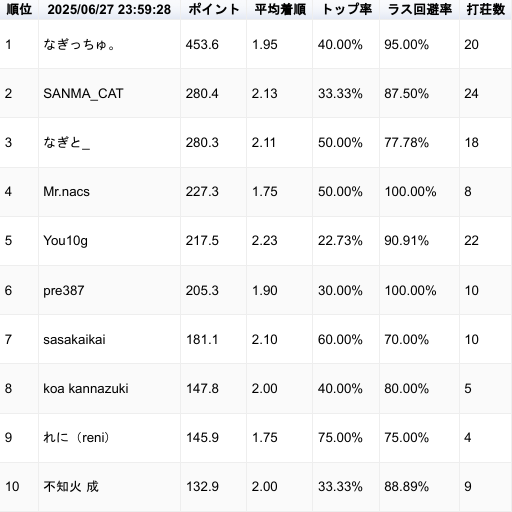 順位 2025/06/27 23:59:28 ポイント 平均着順 トップ率 ラス回避率 打荘数
1 なぎっちゅ。 453.6 1.95 40.00% 95.00% 20
2 SANMA_CAT 280.4 2.13 33.33% 87.50% 24
3 なぎと_ 280.3 2.11 50.00% 77.78% 18
4 Mr.nacs 227.3 1.75 50.00% 100.00% 8
5 You10g 217.5 2.23 22.73% 90.91% 22
6 pre387 205.3 1.90 30.00% 100.00% 10
7 sasakaikai 181.1 2.10 60.00% 70.00% 10
8 koa kannazuki 147.8 2.00 40.00% 80.00% 5
9 れに（reni） 145.9 1.75 75.00% 75.00% 4
10 不知火 成 132.9 2.00 33.33% 88.89% 9